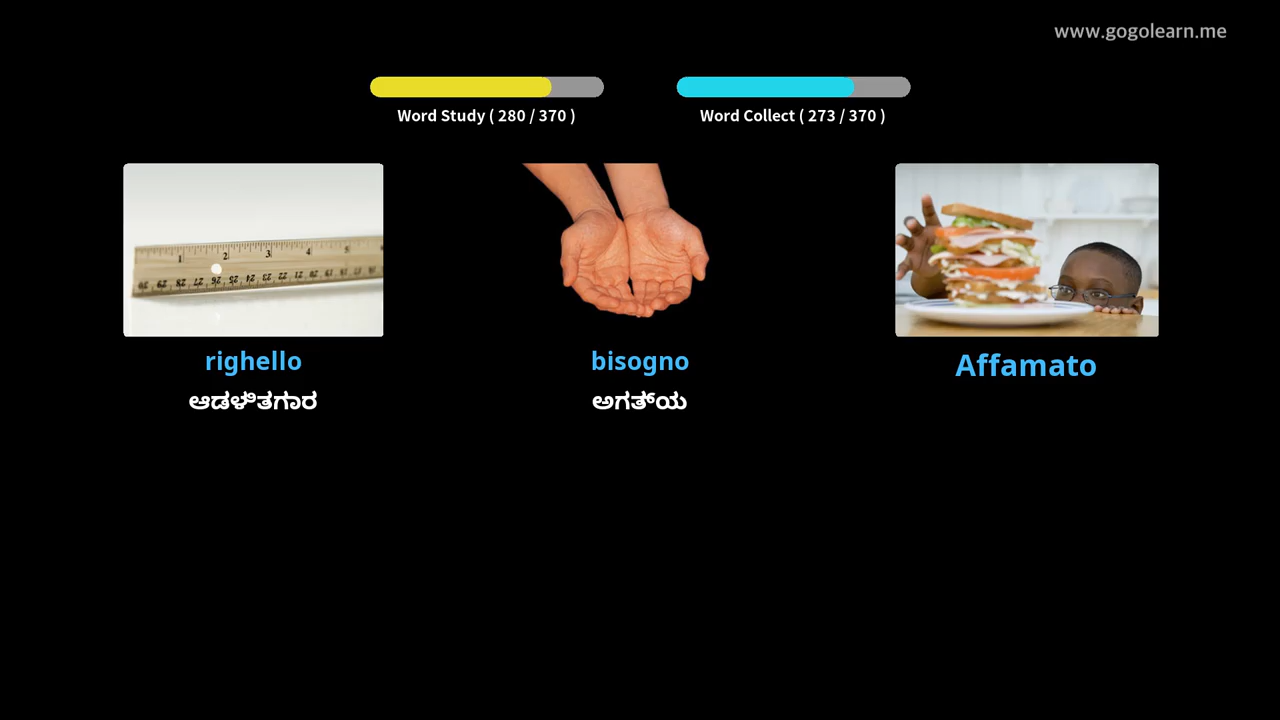 www.gogolearn.me
Word Study ( 280 / 370 )
Word Collect ( 273 / 370 )
righello
bisogno
Affamato
ಆಡಳಿತಗಾರ
ಅಗತ್ಯ